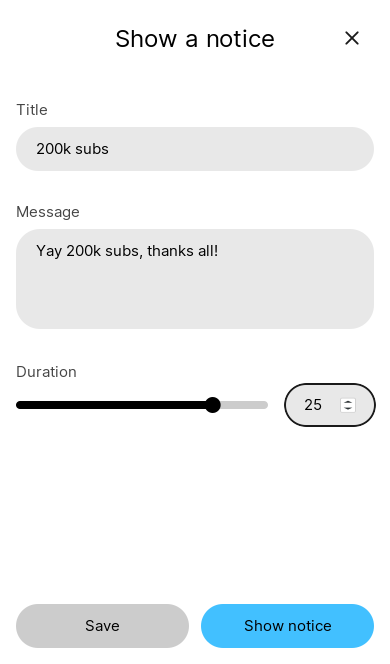 Show a notice
Title
200k subs
Message
Yay 200k subs, thanks all!
Duration
25
Save
Show notice